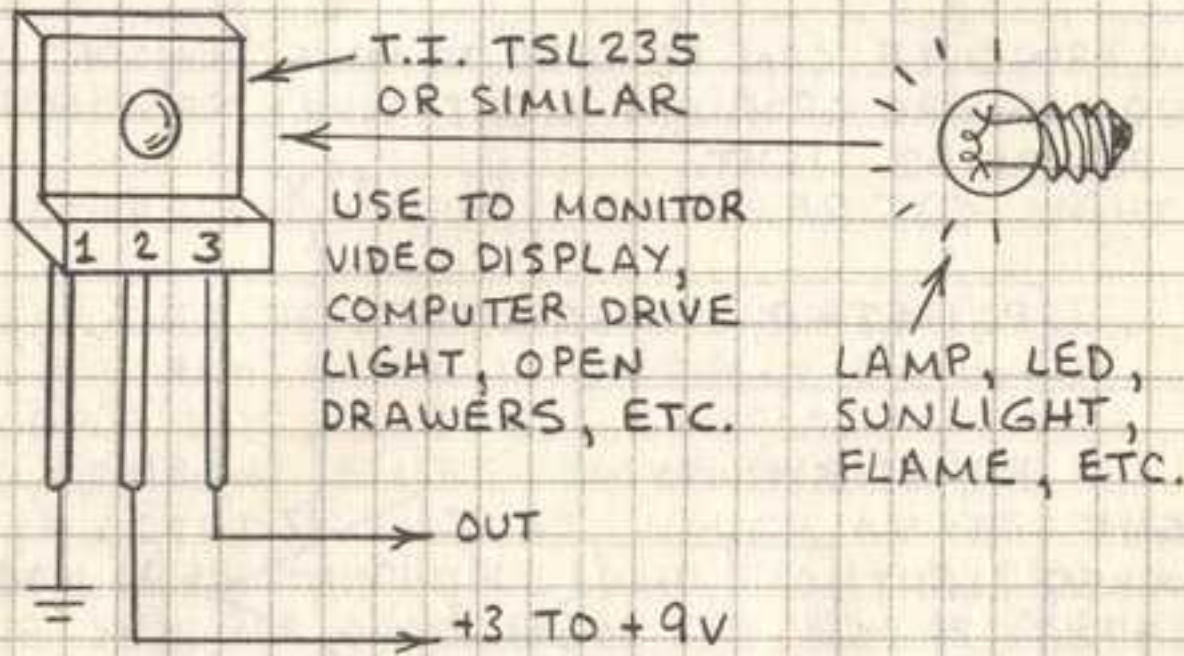 T.I. TSL235
OR SIMILAR
USE TO MONITOR
VIDEO DISPLAY,
COMPUTER DRIVE
LIGHT, OPEN
DRAWERS, ETC.
LAMP, LED,
SUNLIGHT,
FLAME, ETC.
1 2 3
OUT
+3 TO +9V